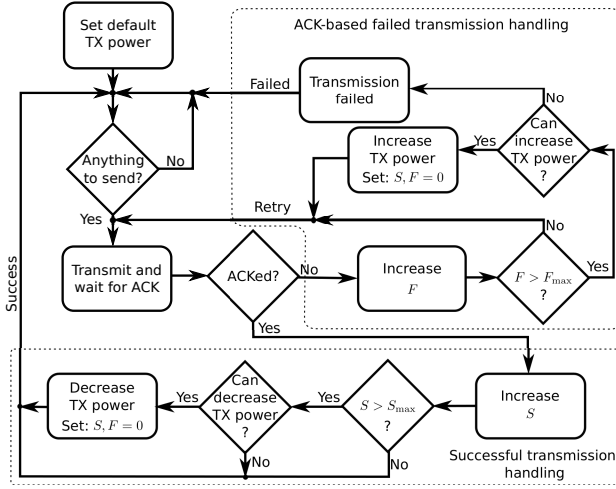 Set default
TX power
ACK-based failed transmission handling
Failed
Transmission
failed
No
Can
increase
TX power
?
Yes
Increase
TX power
Set: S, F = 0
Anything
to send?
No
Yes
Retry
No
Transmit and
wait for ACK
ACKed?
No
Increase
F
F > Fmax
?
Yes
Yes
Success
Decrease
TX power
Set: S, F = 0
Yes
Can
decrease
TX power
?
No
Yes
S > Smax
?
No
Increase
S
Successful transmission
handling